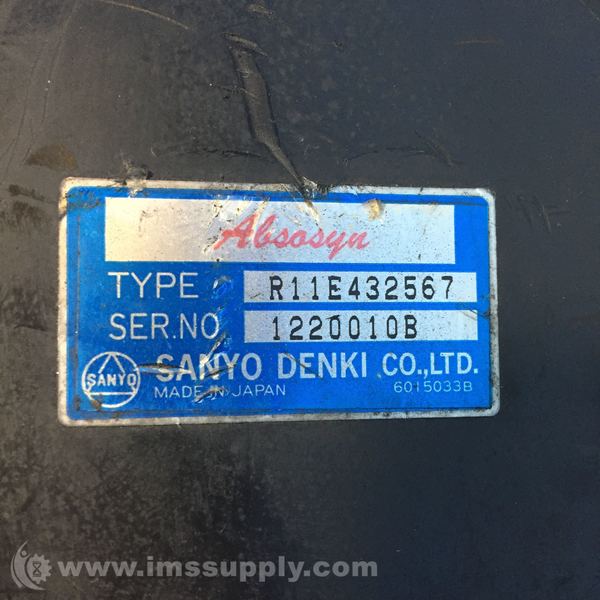 Absosyn
TYPE R11E432567
SER.NO 1220010B
SANYO SANYO DENKI CO.,LTD.
MADE IN JAPAN 6015033B
www.imssupply.com